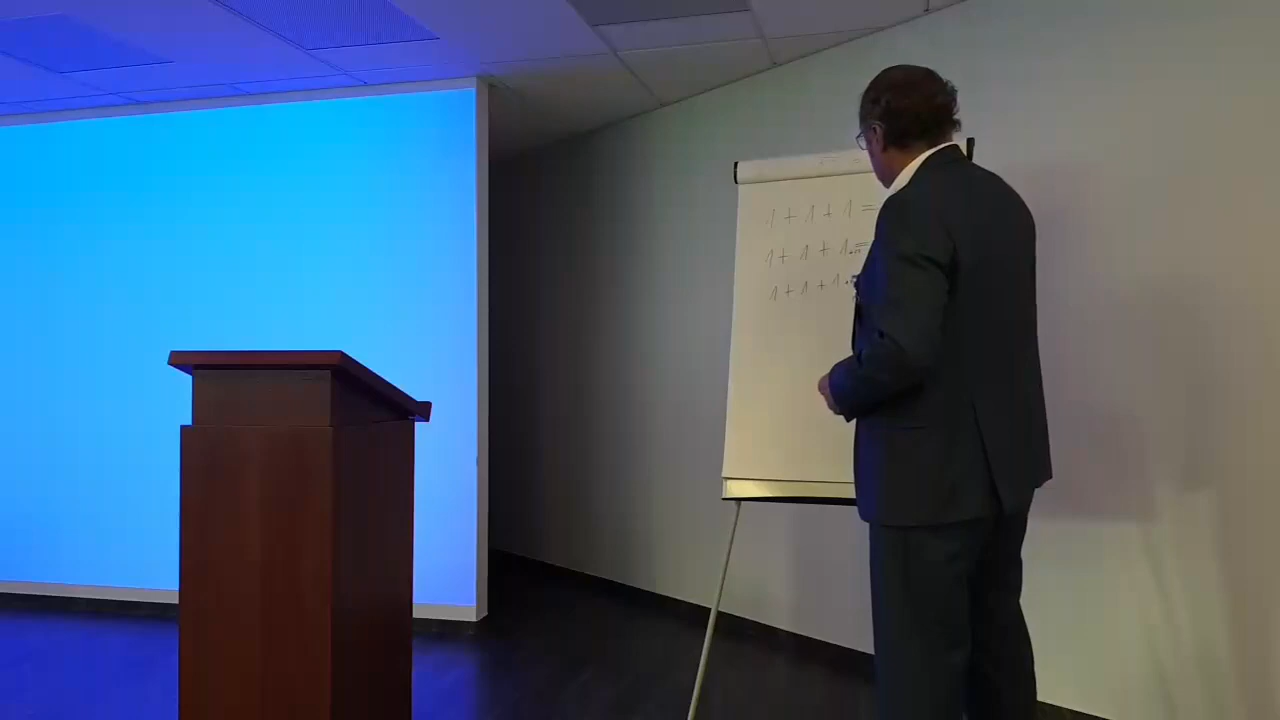 1 + 1 + 1 =
1 + 1 + 1... =
1 + 1 + 1